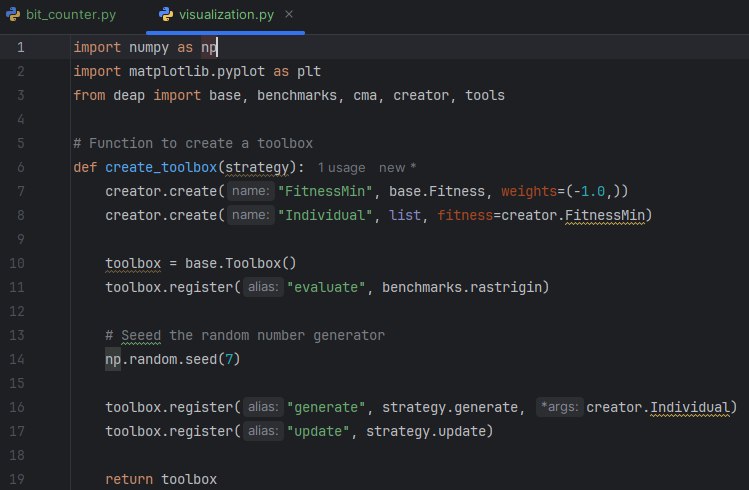 bit_counter.py visualization.py ×
1 import numpy as np
2 import matplotlib.pyplot as plt
3 from deap import base, benchmarks, cma, creator, tools
4
5 # Function to create a toolbox
6 def create_toolbox(strategy): 1 usage new *
7 creator.create( name: "FitnessMin", base.Fitness, weights=(-1.0,))
8 creator.create( name: "Individual", list, fitness=creator.FitnessMin)
9
10 toolbox = base.Toolbox()
11 toolbox.register( alias: "evaluate", benchmarks.rastrigin)
12
13 # Seeed the random number generator
14 np.random.seed(7)
15
16 toolbox.register( alias: "generate", strategy.generate, *args: creator.Individual)
17 toolbox.register( alias: "update", strategy.update)
18
19 return toolbox